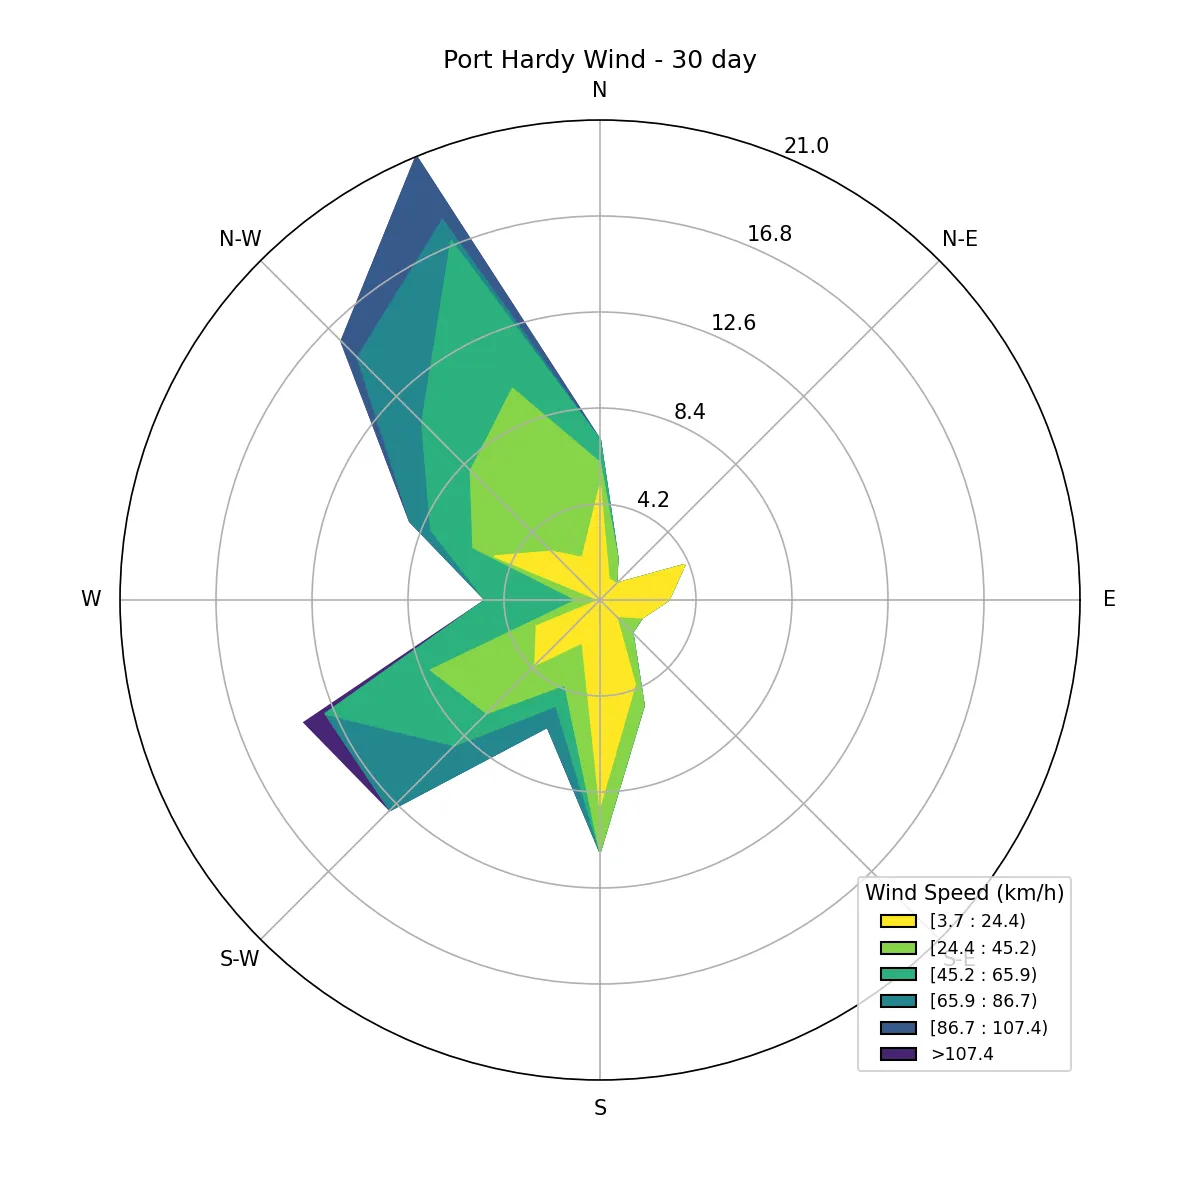 Port Hardy Wind - 30 day
N
21.0
16.8
N-W
N-E
12.6
8.4
4.2
W
E
S-W
S-E
S
Wind Speed (km/h)
[3.7 : 24.4)
[24.4 : 45.2)
[45.2 : 65.9)
[65.9 : 86.7)
[86.7 : 107.4)
>107.4